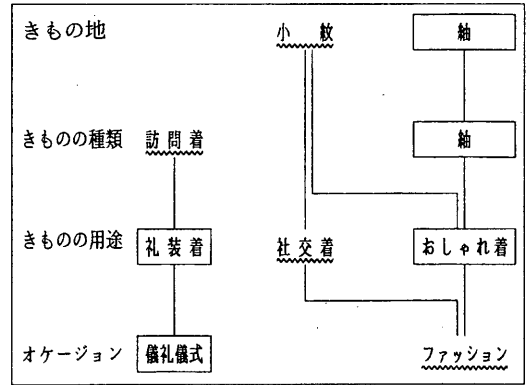 きもの地 小紋 紬
きものの種類 訪問着 紬
きものの用途 礼装着 社交着 おしゃれ着
オケージョン 儀礼儀式 ファッション